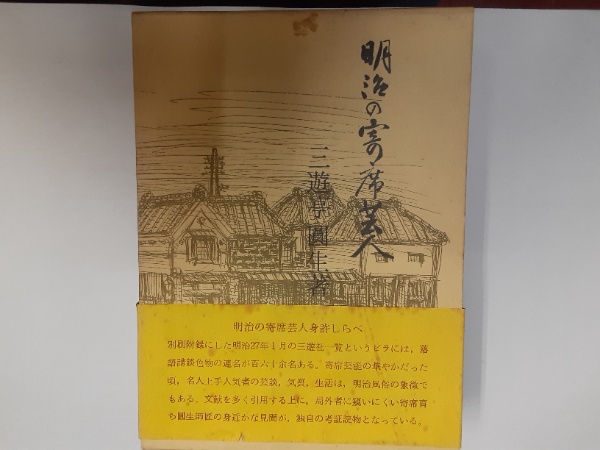 明治の寄席芸人
三遊亭圓生著
明治の寄席芸人身許しらべ
別刷附録にした明治27年1月の三遊社一覧というビラには、落
語講談色物の連名が百六十余名ある。寄席芸能の華やかだった
頃、名人上手人気者の芸談、気質、生活は、明治風俗の象徴で
もある。文献を多く引用する上に、局外者に窺いにくい寄席育
ち圓生師匠の身近かな見聞が、独自の考証読物となっている。